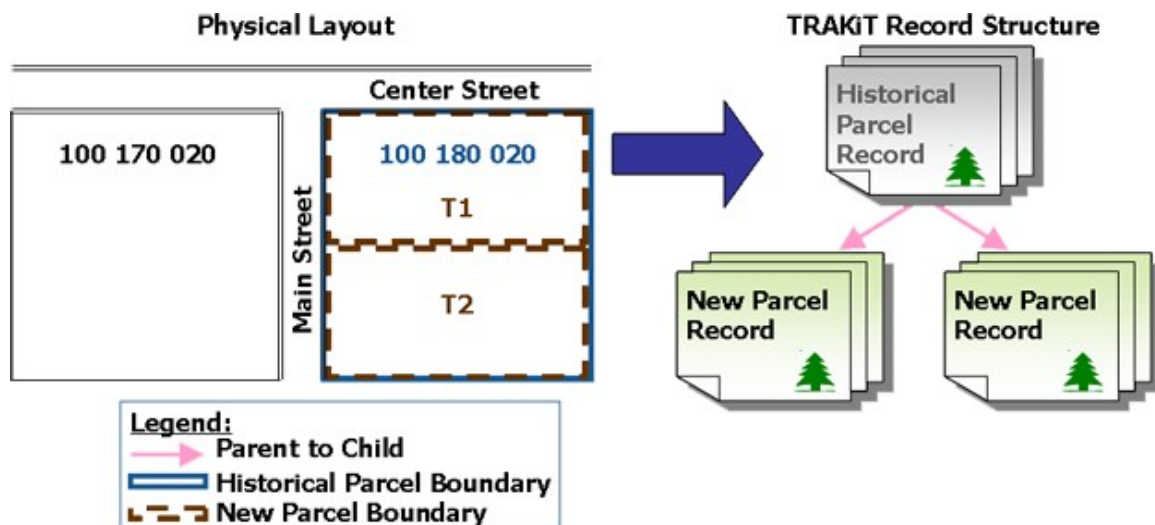 Physical Layout
TRAKiT Record Structure
Center Street
100 170 020
100 180 020
T1
Main Street
T2
Historical
Parcel
Record
New Parcel
Record
New Parcel
Record
Legend:
Parent to Child
Historical Parcel Boundary
New Parcel Boundary